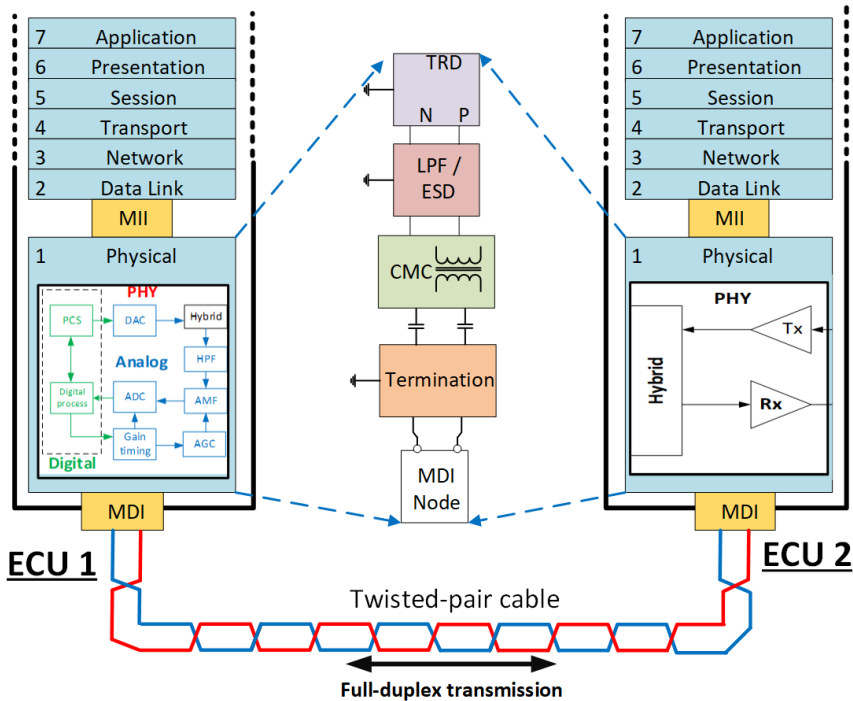 7 Application
6 Presentation
5 Session
4 Transport
3 Network
2 Data Link
MII
1 Physical
PHY
PCS
DAC
Hybrid
Analog
HPF
Digital
process
ADC
AMF
Gain
timing
AGC
Digital
MDI
ECU 1
TRD
N P
LPF /
ESD
CMC
Termination
MDI
Node
7 Application
6 Presentation
5 Session
4 Transport
3 Network
2 Data Link
MII
1 Physical
PHY
Hybrid
Tx
Rx
MDI
ECU 2
Twisted-pair cable
Full-duplex transmission